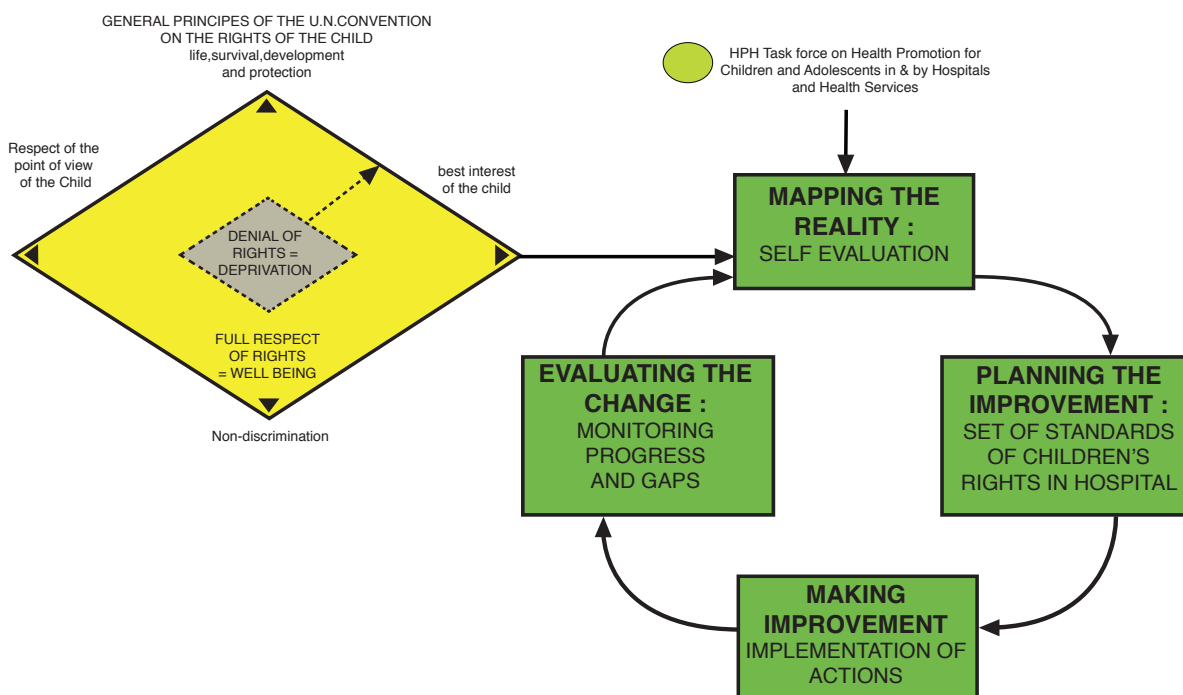 GENERAL PRINCIPES OF THE U.N.CONVENTION
ON THE RIGHTS OF THE CHILD
life,survival,development
and protection
Respect of the
point of view
of the Child
best interest
of the child
DENIAL OF
RIGHTS =
DEPRIVATION
FULL RESPECT
OF RIGHTS
= WELL BEING
Non-discrimination
HPH Task force on Health Promotion for
Children and Adolescents in & by Hospitals
and Health Services
MAPPING THE
REALITY :
SELF EVALUATION
PLANNING THE
IMPROVEMENT :
SET OF STANDARDS
OF CHILDREN'S
RIGHTS IN HOSPITAL
MAKING
IMPROVEMENT
IMPLEMENTATION OF
ACTIONS
EVALUATING THE
CHANGE :
MONITORING
PROGRESS
AND GAPS